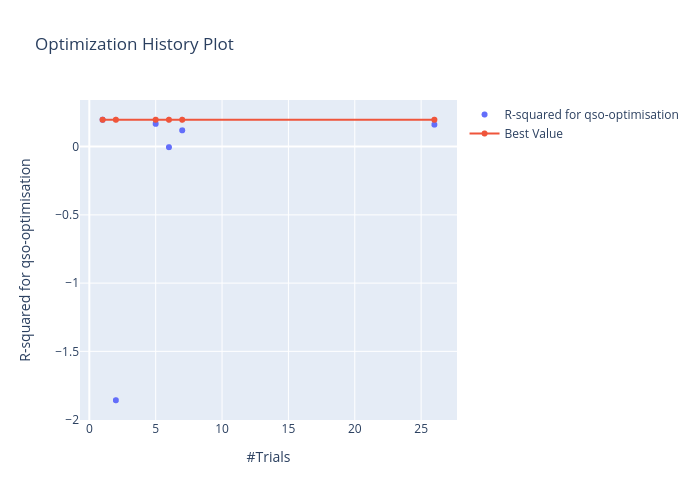 Optimization History Plot
R-squared for qso-optimisation
Best Value
R-squared for qso-optimisation
0
−0.5
−1
−1.5
−2
0 5 10 15 20 25
#Trials